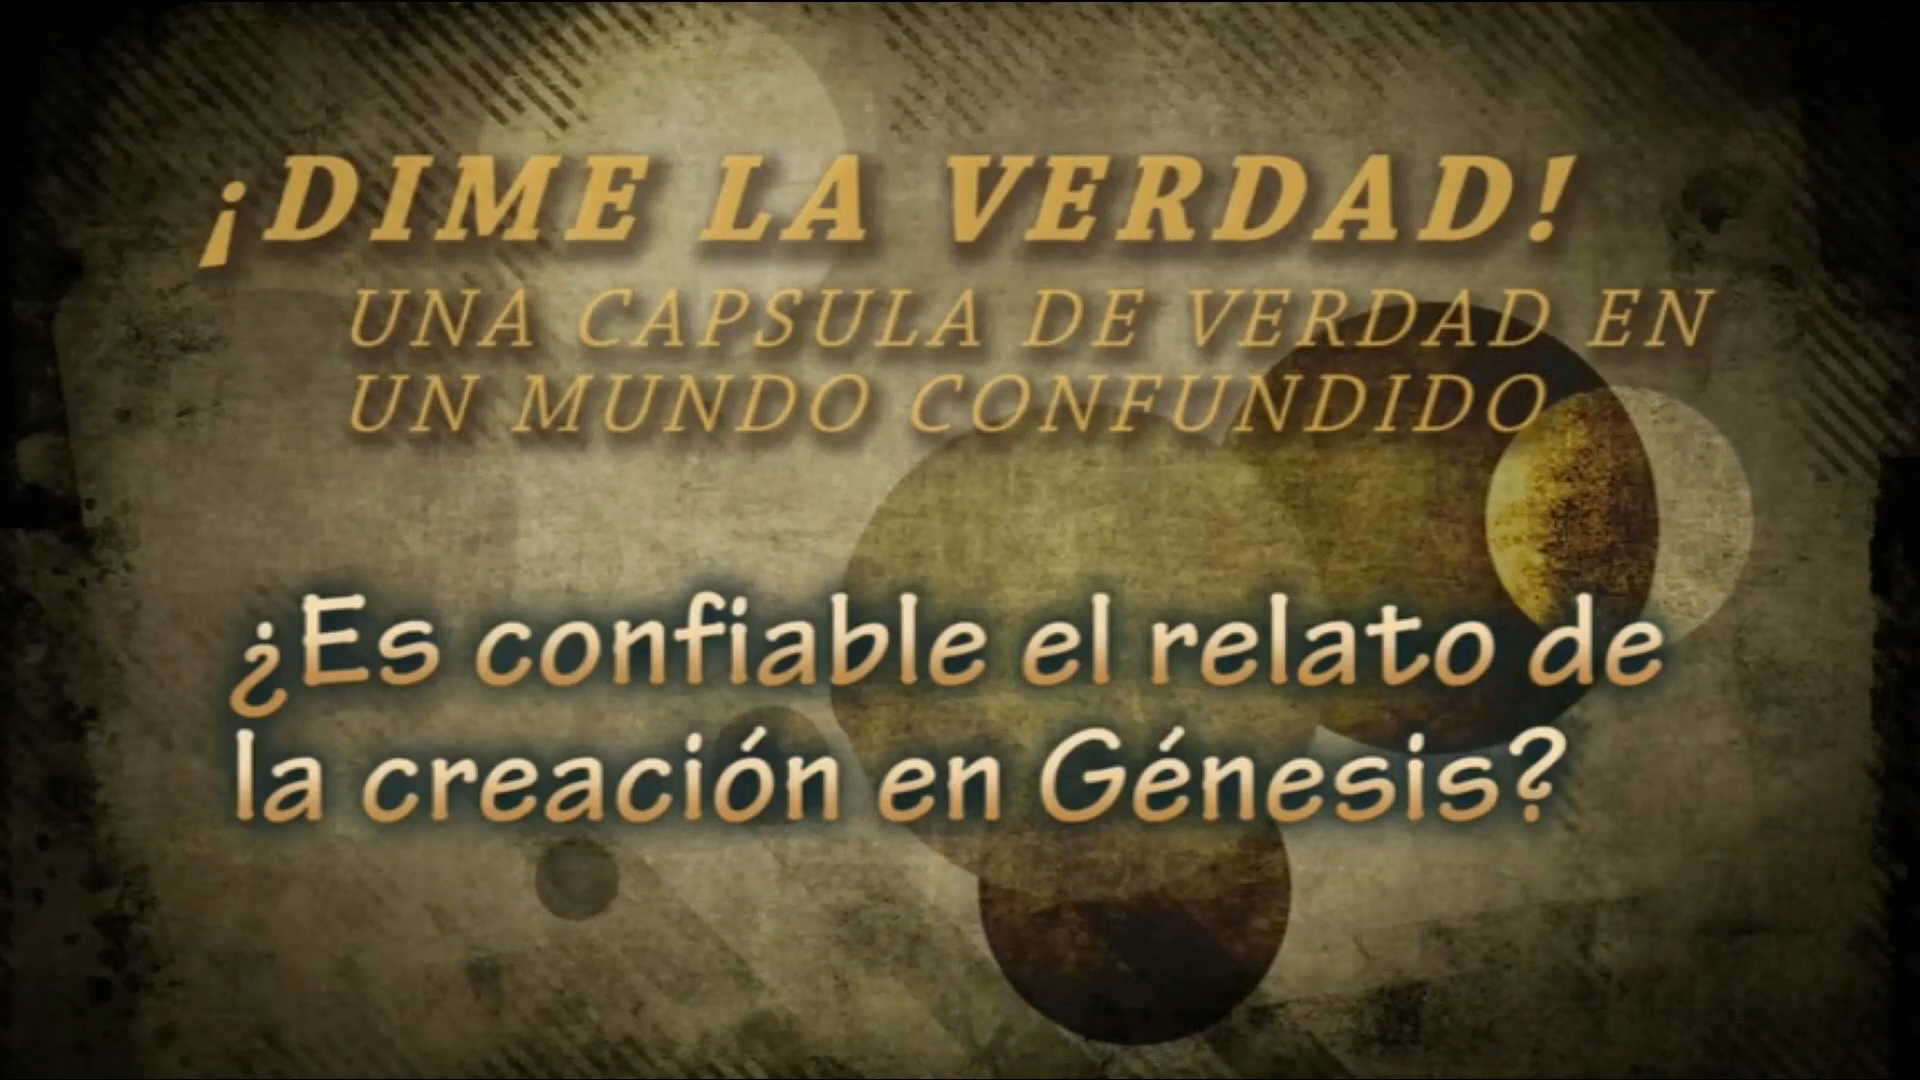 ¡DIME LA VERDAD!
UNA CAPSULA DE VERDAD EN
UN MUNDO CONFUNDIDO
¿Es confiable el relato de
la creación en Génesis?